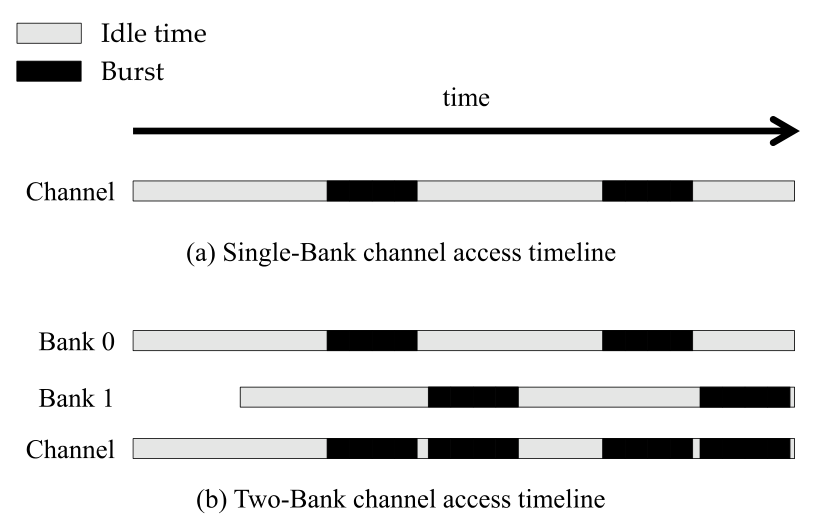 Idle time
Burst
time
Channel
(a) Single-Bank channel access timeline
Bank 0
Bank 1
Channel
(b) Two-Bank channel access timeline